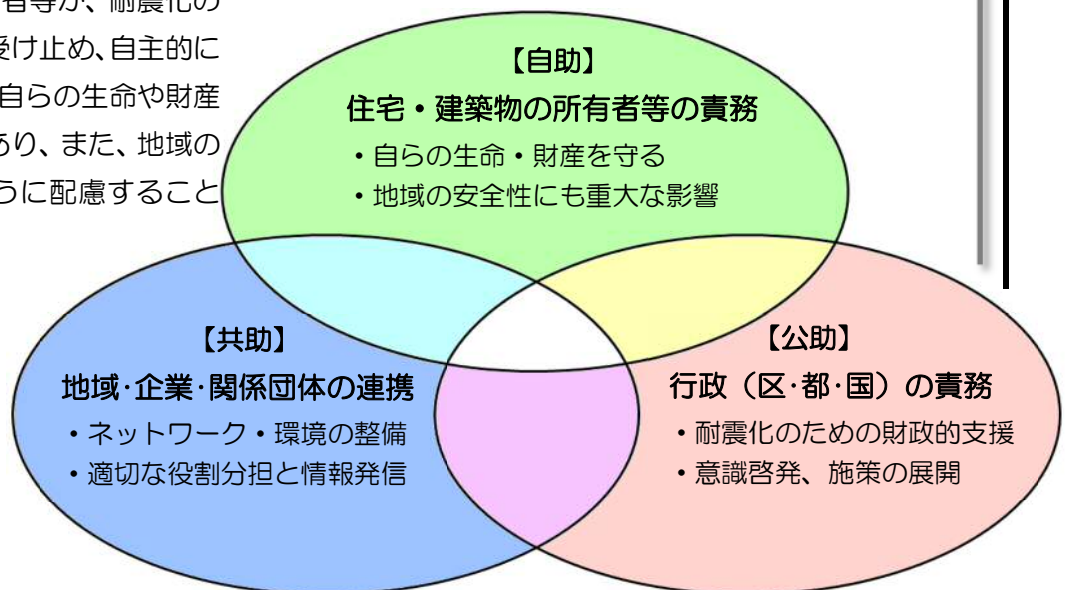 者等が、耐震化の
受け止め、自主的に
自らの生命や財産
あり、また、地域の
うに配慮すること
【自助】
住宅・建築物の所有者等の責務
・自らの生命・財産を守る
・地域の安全性にも重大な影響
【共助】
地域・企業・関係団体の連携
・ネットワーク・環境の整備
・適切な役割分担と情報発信
【公助】
行政（区・都・国）の責務
・耐震化のための財政的支援
・意識啓発、施策の展開